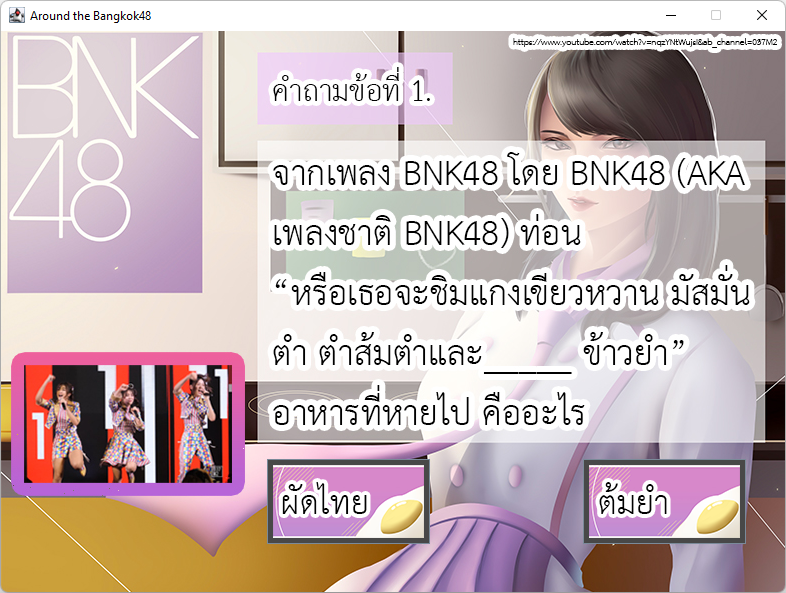 Around the Bangkok48
https://www.youtube.com/watch?v=nqzYNtWujsI&ab_channel=037M2
BNK
48
คำถามข้อที่ 1.
จากเพลง BNK48 โดย BNK48 (AKA
เพลงชาติ BNK48) ท่อน
“หรือเธอจะชิมแกงเขียวหวาน มัสมั่น
ตำ ตำส้มตำและ_____ ข้าวยำ”
อาหารที่หายไป คืออะไร
ผัดไทย
ต้มยำ